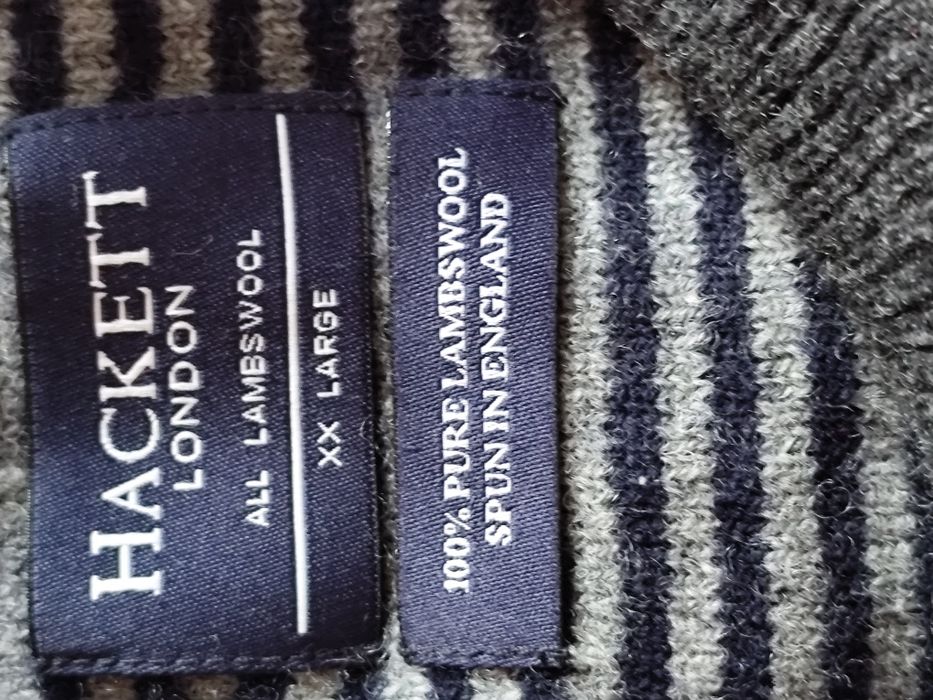 HACKETT
LONDON
ALL LAMBSWOOL
XX LARGE
100% PURE LAMBSWOOL
SPUN IN ENGLAND